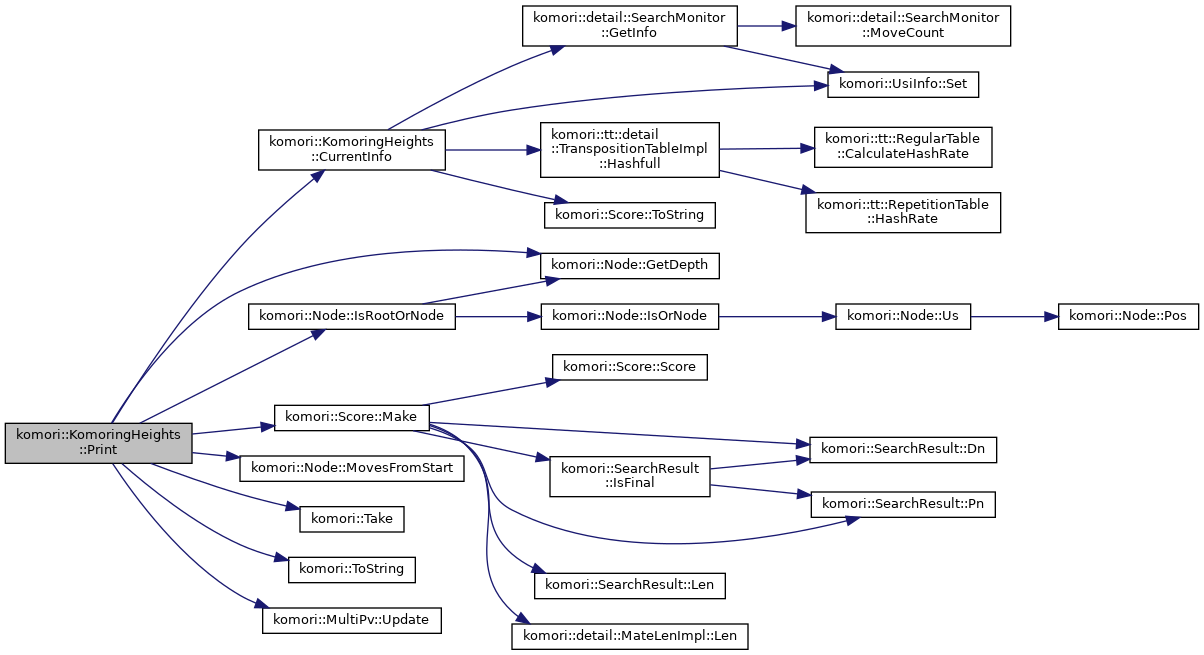 komori::KomoringHeights
::Print
komori::KomoringHeights
::CurrentInfo
komori::detail::SearchMonitor
::GetInfo
komori::detail::SearchMonitor
::MoveCount
komori::UsiInfo::Set
komori::tt::detail
::TranspositionTableImpl
::Hashfull
komori::tt::RegularTable
::CalculateHashRate
komori::tt::RepetitionTable
::HashRate
komori::Score::ToString
komori::Node::GetDepth
komori::Node::IsRootOrNode
komori::Node::IsOrNode
komori::Node::Us
komori::Node::Pos
komori::Score::Make
komori::Score::Score
komori::SearchResult::Dn
komori::SearchResult
::IsFinal
komori::SearchResult::Pn
komori::SearchResult::Len
komori::detail::MateLenImpl::Len
komori::Node::MovesFromStart
komori::Take
komori::ToString
komori::MultiPv::Update